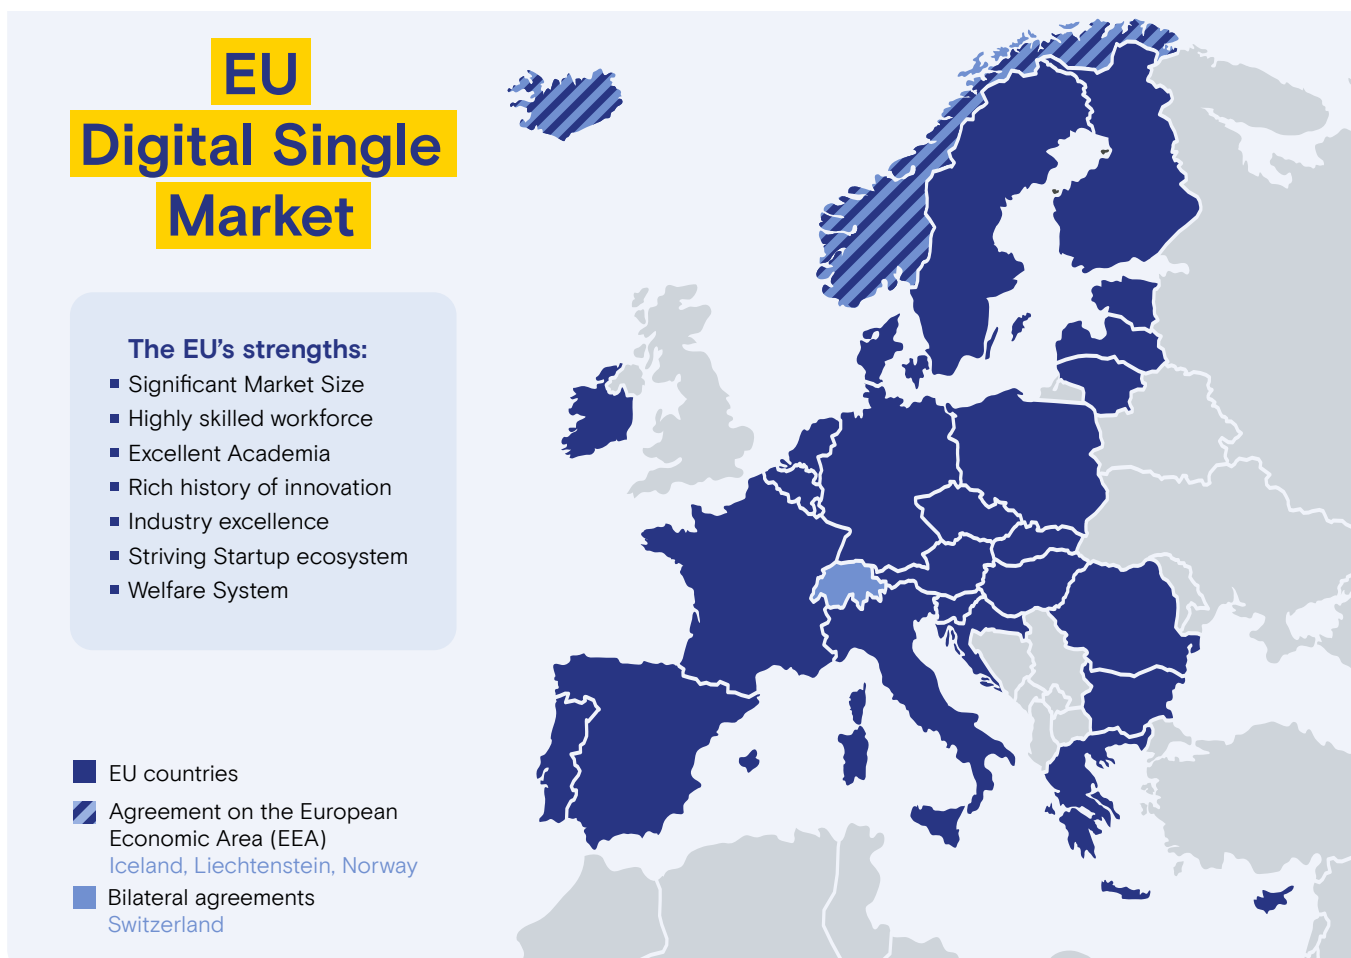 EU
Digital Single
Market
The EU’s strengths:
Significant Market Size
Highly skilled workforce
Excellent Academia
Rich history of innovation
Industry excellence
Striving Startup ecosystem
Welfare System
EU countries
Agreement on the European
Economic Area (EEA)
Iceland, Liechtenstein, Norway
Bilateral agreements
Switzerland